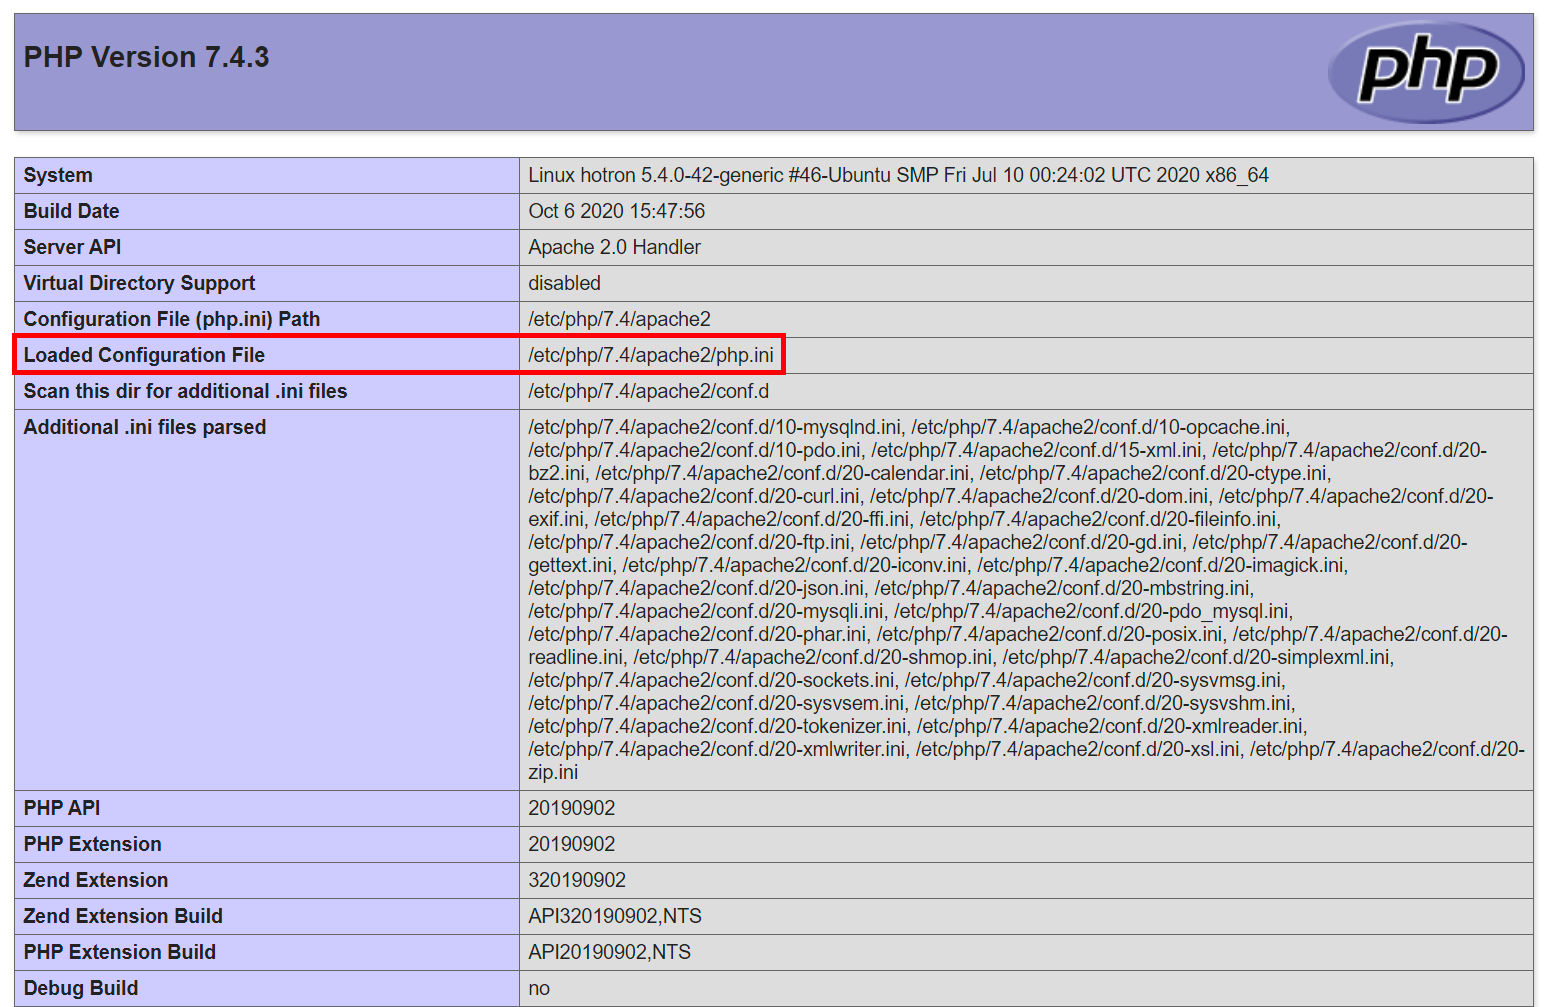 PHP Version 7.4.3
php
System Linux hotron 5.4.0-42-generic #46-Ubuntu SMP Fri Jul 10 00:24:02 UTC 2020 x86_64
Build Date Oct 6 2020 15:47:56
Server API Apache 2.0 Handler
Virtual Directory Support disabled
Configuration File (php.ini) Path /etc/php/7.4/apache2
Loaded Configuration File /etc/php/7.4/apache2/php.ini
Scan this dir for additional .ini files /etc/php/7.4/apache2/conf.d
Additional .ini files parsed /etc/php/7.4/apache2/conf.d/10-mysqlnd.ini, /etc/php/7.4/apache2/conf.d/10-opcache.ini,
/etc/php/7.4/apache2/conf.d/10-pdo.ini, /etc/php/7.4/apache2/conf.d/15-xml.ini, /etc/php/7.4/apache2/conf.d/20-
bz2.ini, /etc/php/7.4/apache2/conf.d/20-calendar.ini, /etc/php/7.4/apache2/conf.d/20-ctype.ini,
/etc/php/7.4/apache2/conf.d/20-curl.ini, /etc/php/7.4/apache2/conf.d/20-dom.ini, /etc/php/7.4/apache2/conf.d/20-
exif.ini, /etc/php/7.4/apache2/conf.d/20-ffi.ini, /etc/php/7.4/apache2/conf.d/20-fileinfo.ini,
/etc/php/7.4/apache2/conf.d/20-ftp.ini, /etc/php/7.4/apache2/conf.d/20-gd.ini, /etc/php/7.4/apache2/conf.d/20-
gettext.ini, /etc/php/7.4/apache2/conf.d/20-iconv.ini, /etc/php/7.4/apache2/conf.d/20-imagick.ini,
/etc/php/7.4/apache2/conf.d/20-json.ini, /etc/php/7.4/apache2/conf.d/20-mbstring.ini,
/etc/php/7.4/apache2/conf.d/20-mysqli.ini, /etc/php/7.4/apache2/conf.d/20-pdo_mysql.ini,
/etc/php/7.4/apache2/conf.d/20-phar.ini, /etc/php/7.4/apache2/conf.d/20-posix.ini, /etc/php/7.4/apache2/conf.d/20-
readline.ini, /etc/php/7.4/apache2/conf.d/20-shmop.ini, /etc/php/7.4/apache2/conf.d/20-simplexml.ini,
/etc/php/7.4/apache2/conf.d/20-sockets.ini, /etc/php/7.4/apache2/conf.d/20-sysvmsg.ini,
/etc/php/7.4/apache2/conf.d/20-sysvsem.ini, /etc/php/7.4/apache2/conf.d/20-sysvshm.ini,
/etc/php/7.4/apache2/conf.d/20-tokenizer.ini, /etc/php/7.4/apache2/conf.d/20-xmlreader.ini,
/etc/php/7.4/apache2/conf.d/20-xmlwriter.ini, /etc/php/7.4/apache2/conf.d/20-xsl.ini, /etc/php/7.4/apache2/conf.d/20-
zip.ini
PHP API 20190902
PHP Extension 20190902
Zend Extension 320190902
Zend Extension Build API320190902,NTS
PHP Extension Build API20190902,NTS
Debug Build no